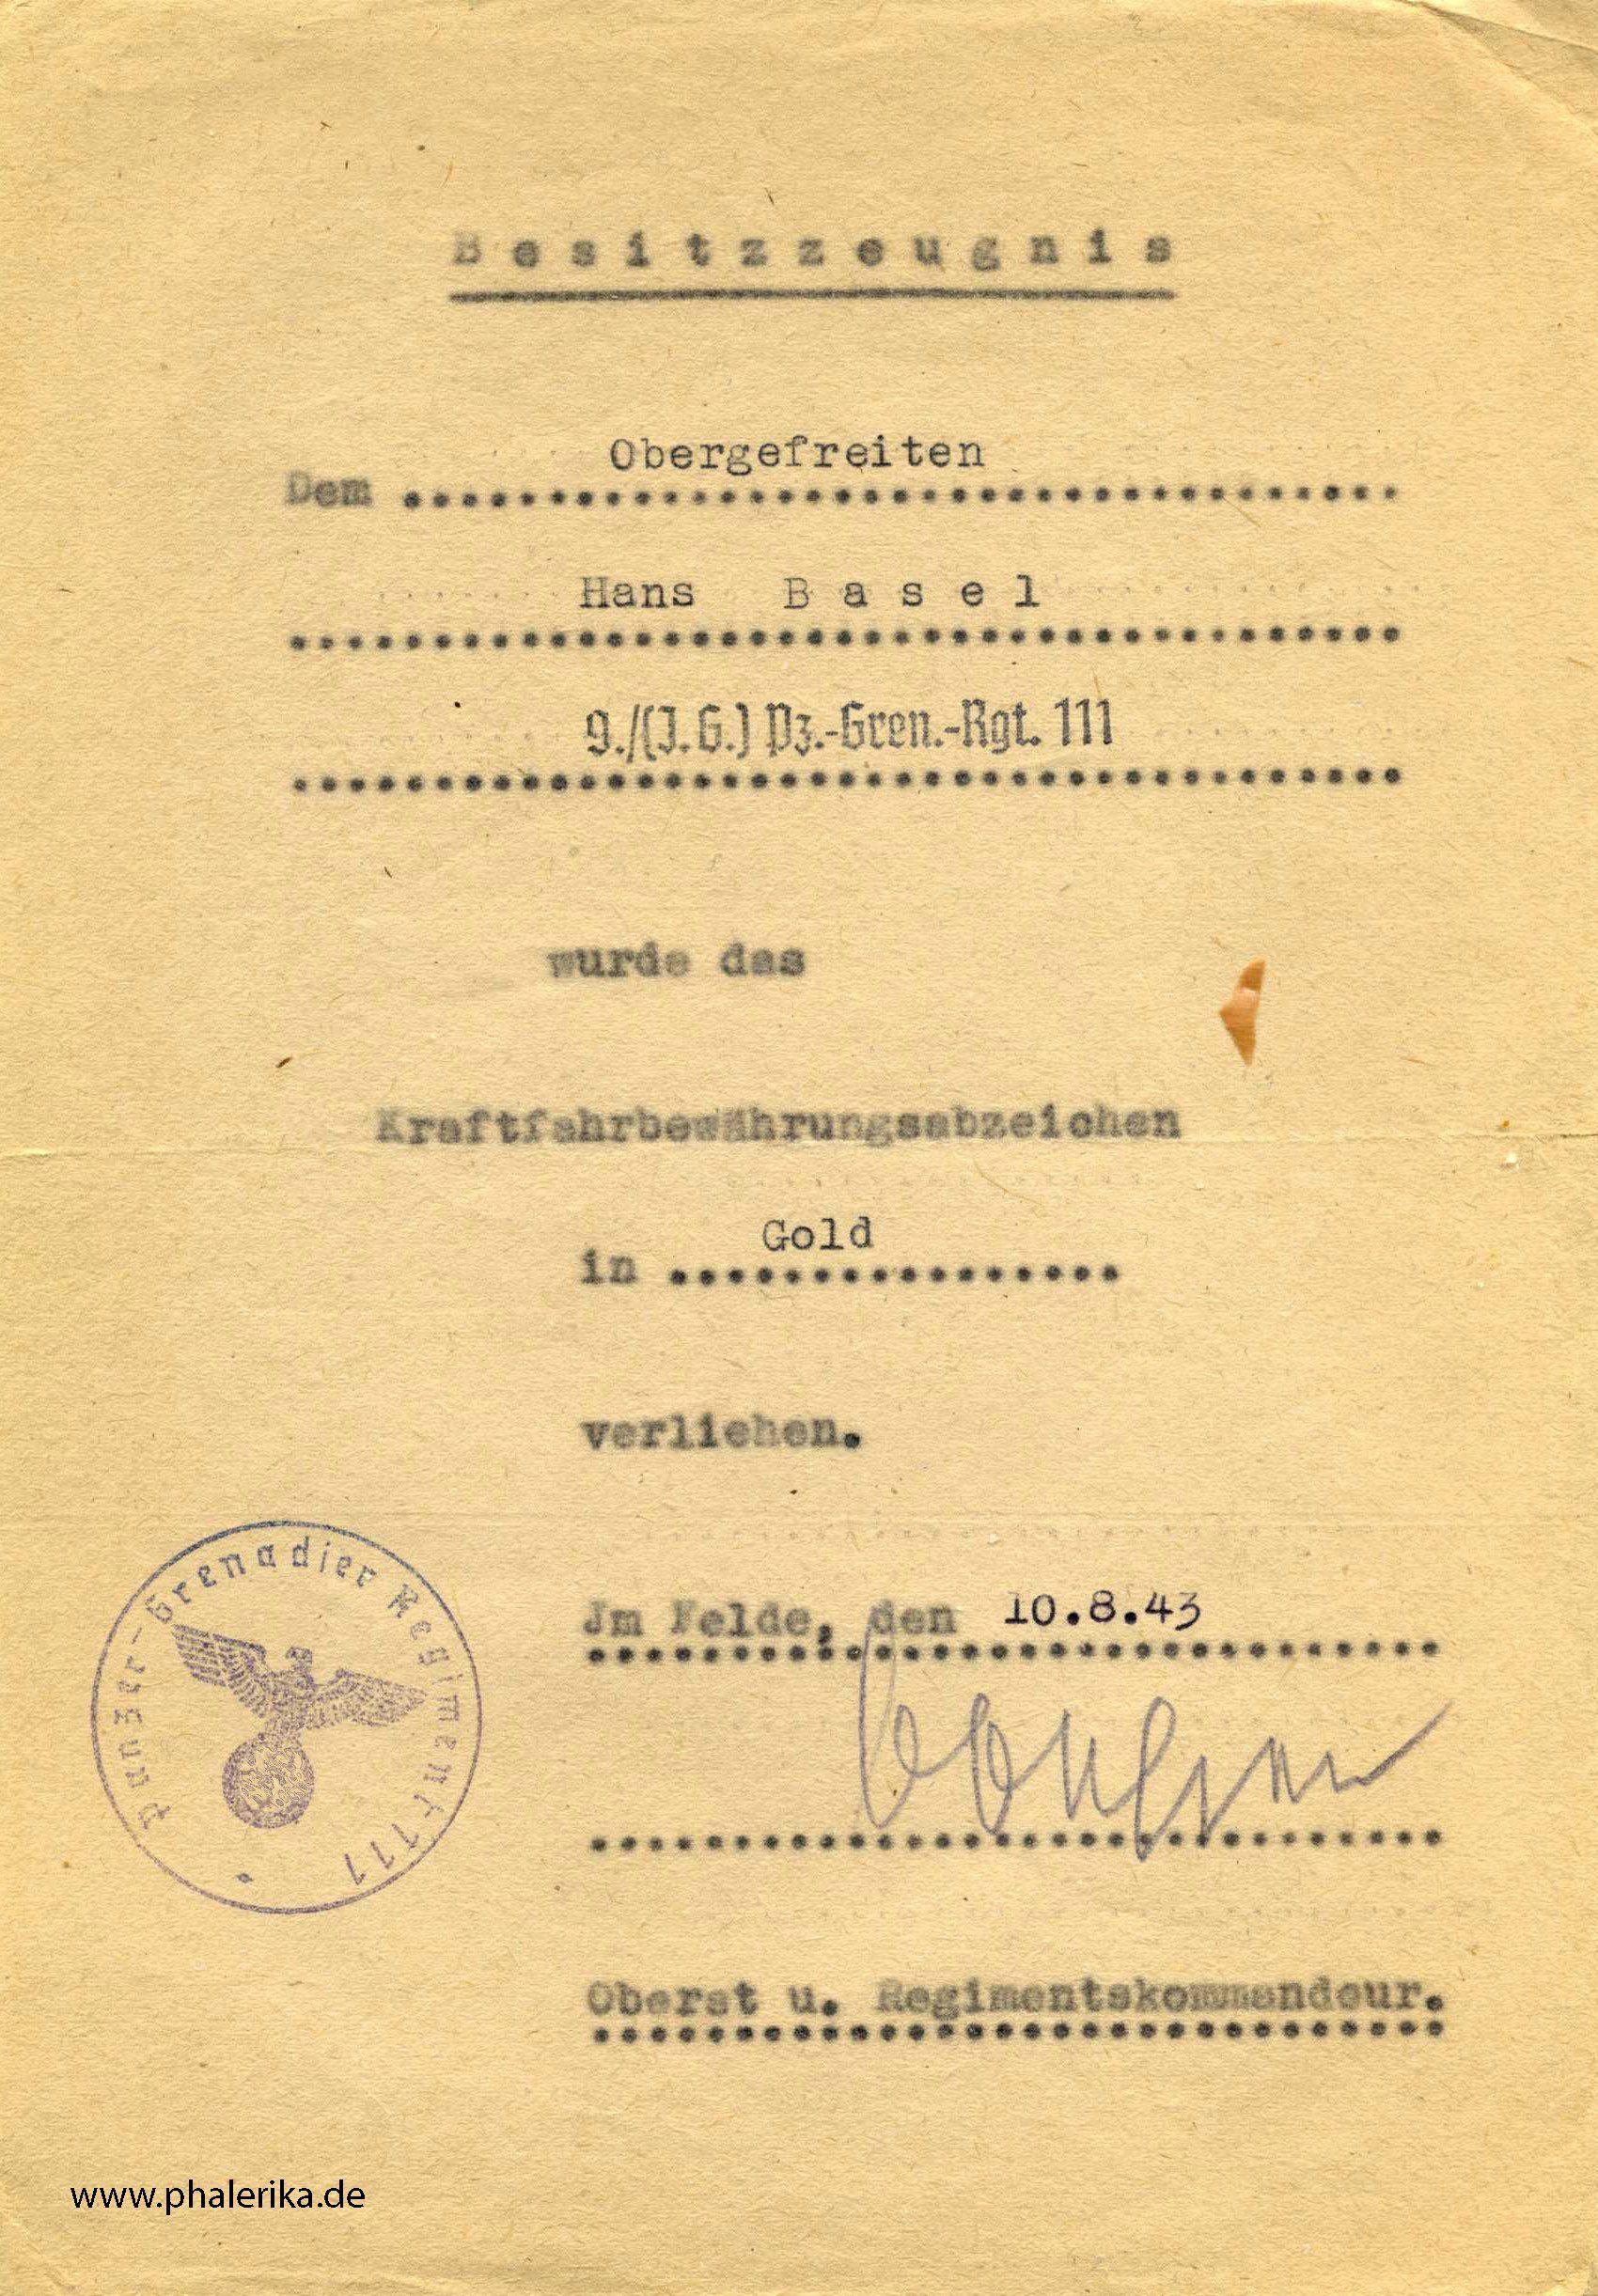 Besitzzeugnis
Obergefreiten
Dem ...................................
Hans Basel
.......................................
9./(J.G.) Pz.-Gren.-Rgt. 111
.......................................
wurde das
Kraftfahrbewährungsabzeichen
Gold
in ................
verliehen.
Panzer-Grenadier Regiment 111
Jm Felde, den 10.8.43
..............................
..............................
Oberst u. Regimentskommandeur.
..............................
www.phalerika.de